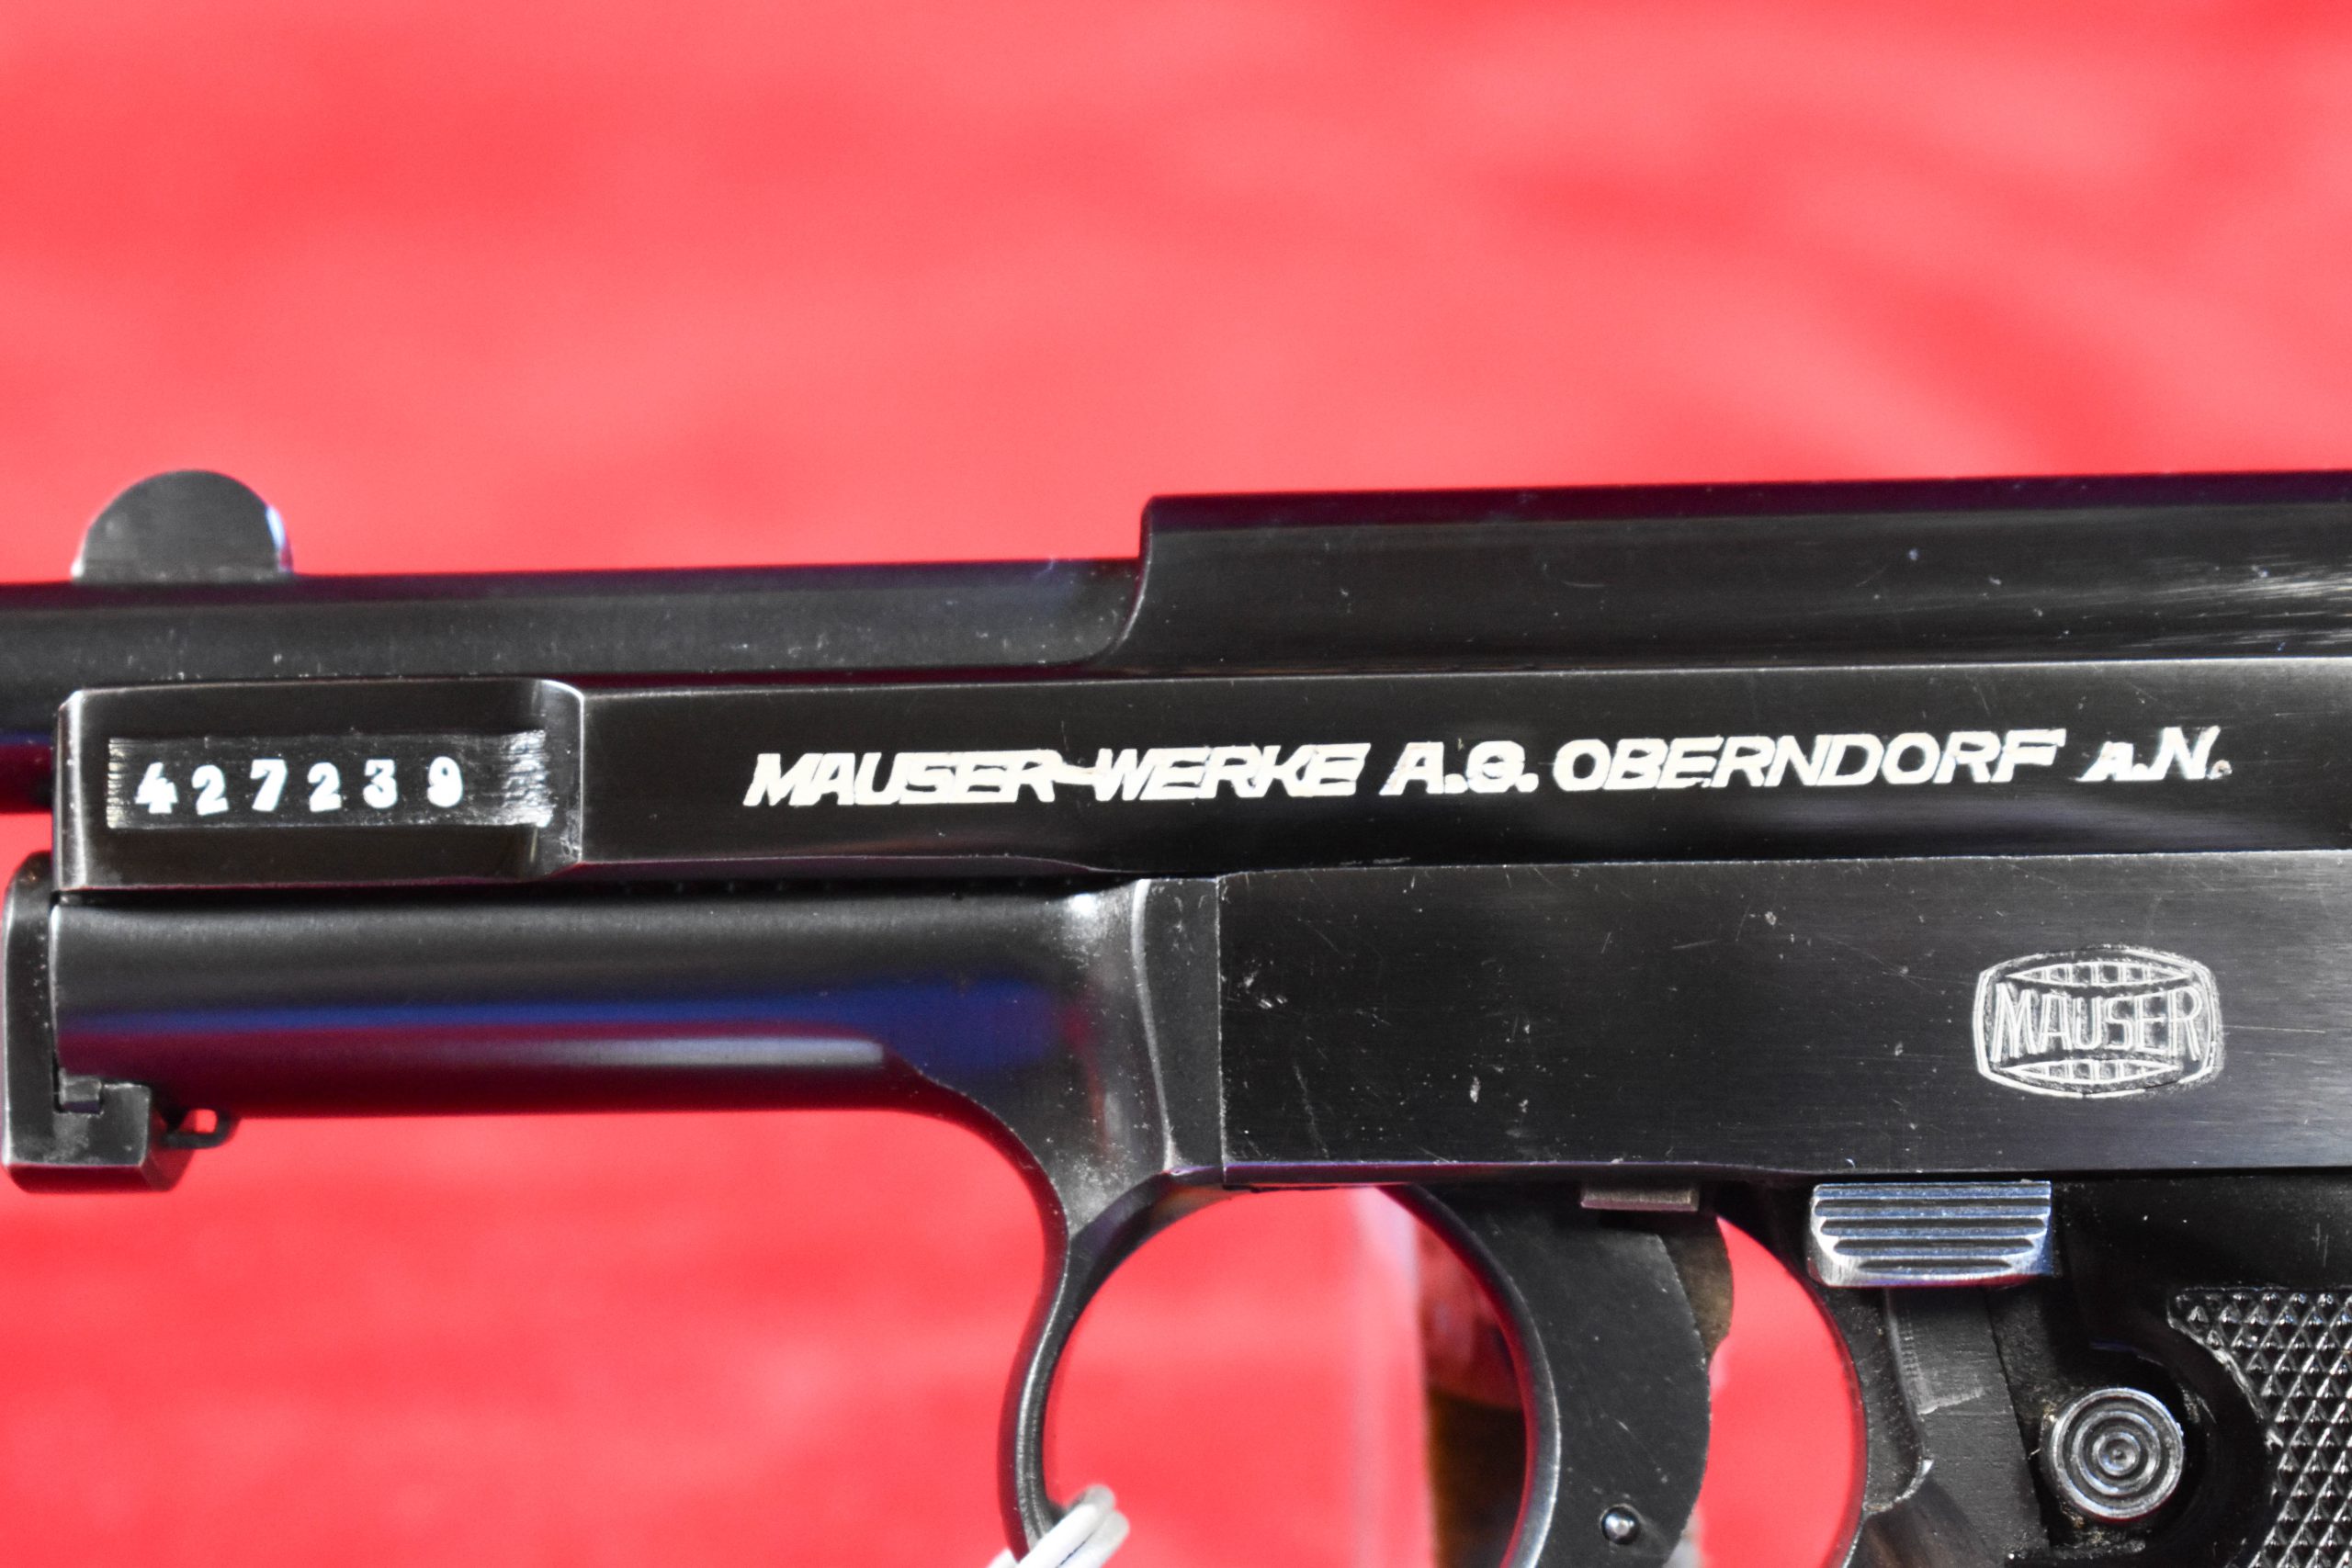 427239
MAUSER-WERKE A.G. OBERNDORF a.N.
MAUSER